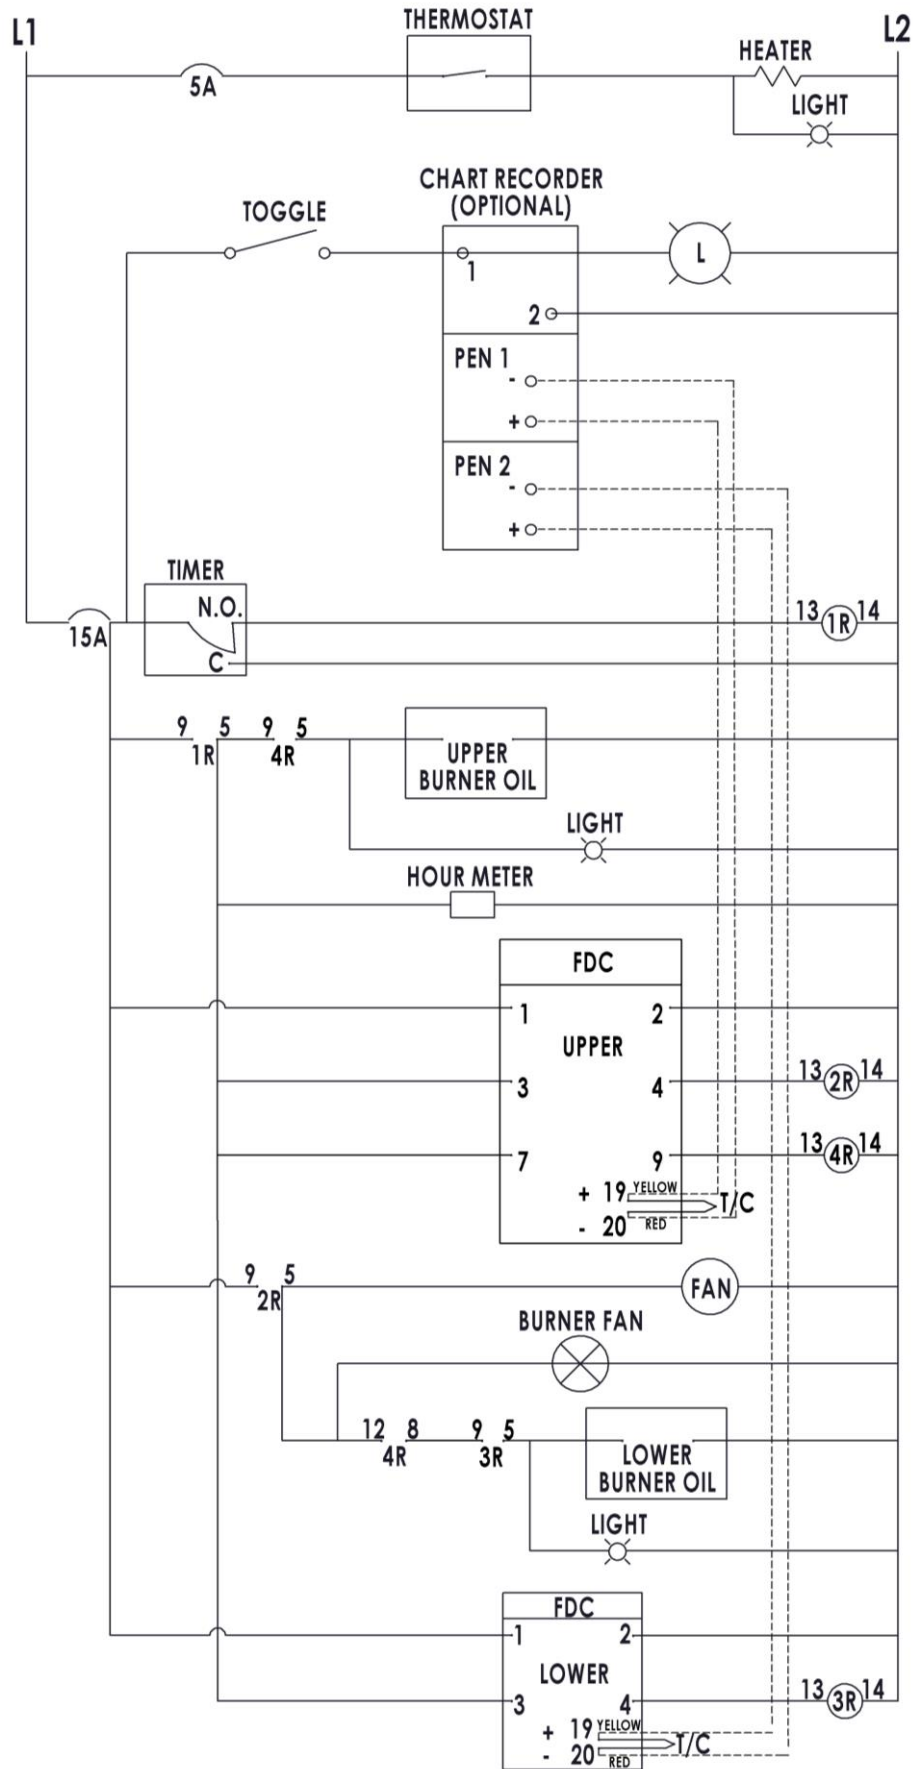 THERMOSTAT
L1
L2
HEATER
5A
LIGHT
CHART RECORDER
(OPTIONAL)
TOGGLE
L
1
2
PEN 1
-
+
PEN 2
-
+
TIMER
N.O.
13 1R 14
15A
C
9 5 9 5
1R 4R
UPPER
BURNER OIL
LIGHT
HOUR METER
FDC
1 2
UPPER
13 2R 14
3 4
13 4R 14
7 9
+ 19 YELLOW
T/C
- 20 RED
9 5
2R
FAN
BURNER FAN
12 8 9 5
4R 3R
LOWER
BURNER OIL
LIGHT
FDC
1 2
LOWER
13 3R 14
3 4
+ 19 YELLOW
T/C
- 20 RED